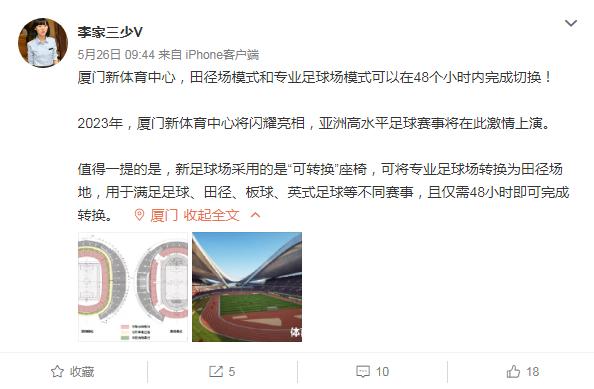 李家三少V
5月26日 09:44 来自 iPhone客户端
厦门新体育中心，田径场模式和专业足球场模式可以在48个小时内完成切换！
2023年，厦门新体育中心将闪耀亮相，亚洲高水平足球赛事将在此激情上演。
值得一提的是，新足球场采用的是“可转换”座椅，可将专业足球场转换为田径场
地，用于满足足球、田径、板球、英式足球等不同赛事，且仅需48小时即可完成
转换。 厦门 收起全文
收藏 5 10 18